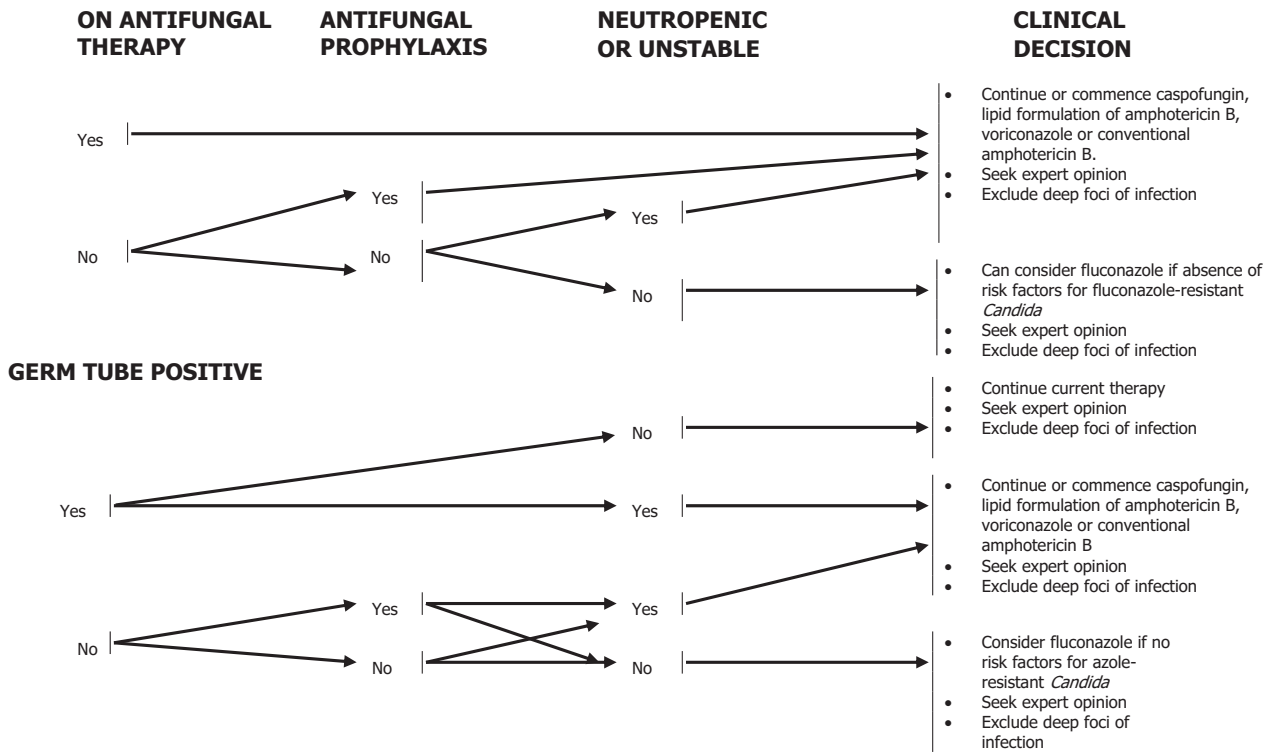 ON ANTIFUNGAL
THERAPY
ANTIFUNGAL
PROPHYLAXIS
NEUTROPENIC
OR UNSTABLE
CLINICAL
DECISION
Yes
No
Yes
No
Yes
No
• Continue or commence caspofungin,
lipid formulation of amphotericin B,
voriconazole or conventional
amphotericin B.
• Seek expert opinion
• Exclude deep foci of infection
• Can consider fluconazole if absence of
risk factors for fluconazole-resistant
Candida
• Seek expert opinion
• Exclude deep foci of infection
GERM TUBE POSITIVE
Yes
No
Yes
No
No
Yes
Yes
No
• Continue current therapy
• Seek expert opinion
• Exclude deep foci of infection
• Continue or commence caspofungin,
lipid formulation of amphotericin B,
voriconazole or conventional
amphotericin B
• Seek expert opinion
• Exclude deep foci of infection
• Consider fluconazole if no
risk factors for azole-
resistant Candida
• Seek expert opinion
• Exclude deep foci of
infection